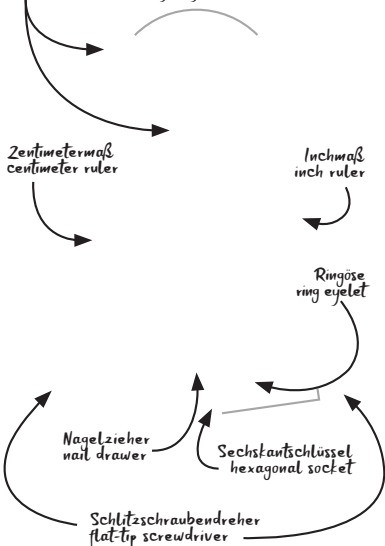 Zentimetermaß
centimeter ruler
Inchmaß
inch ruler
Ringöse
ring eyelet
Nagelzieher
nail drawer
Sechskantschlüssel
hexagonal socket
Schlitzschraubendreher
flat-tip screwdriver